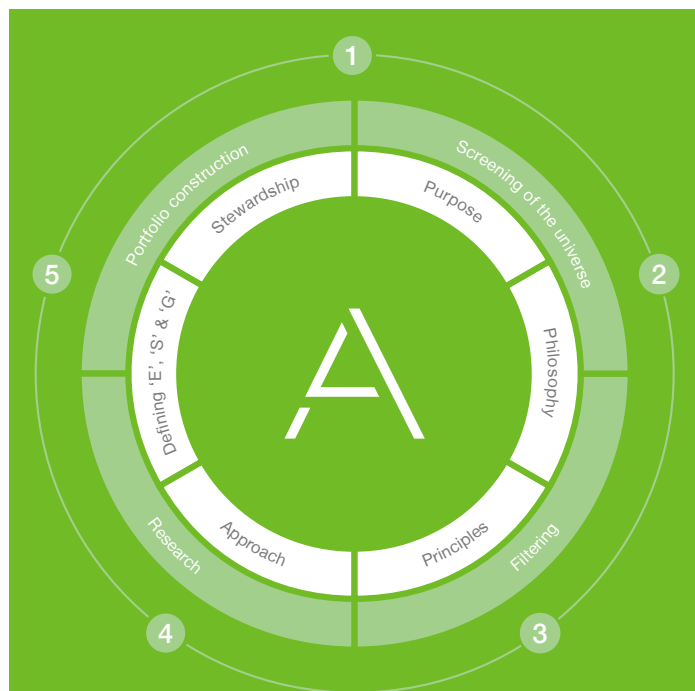 1
Screening of the universe
Portfolio construction
Purpose
Stewardship
2
5
Philosophy
Defining ‘E’, ‘S’ & ‘G’
Principles
Approach
Filtering
Research
3
4